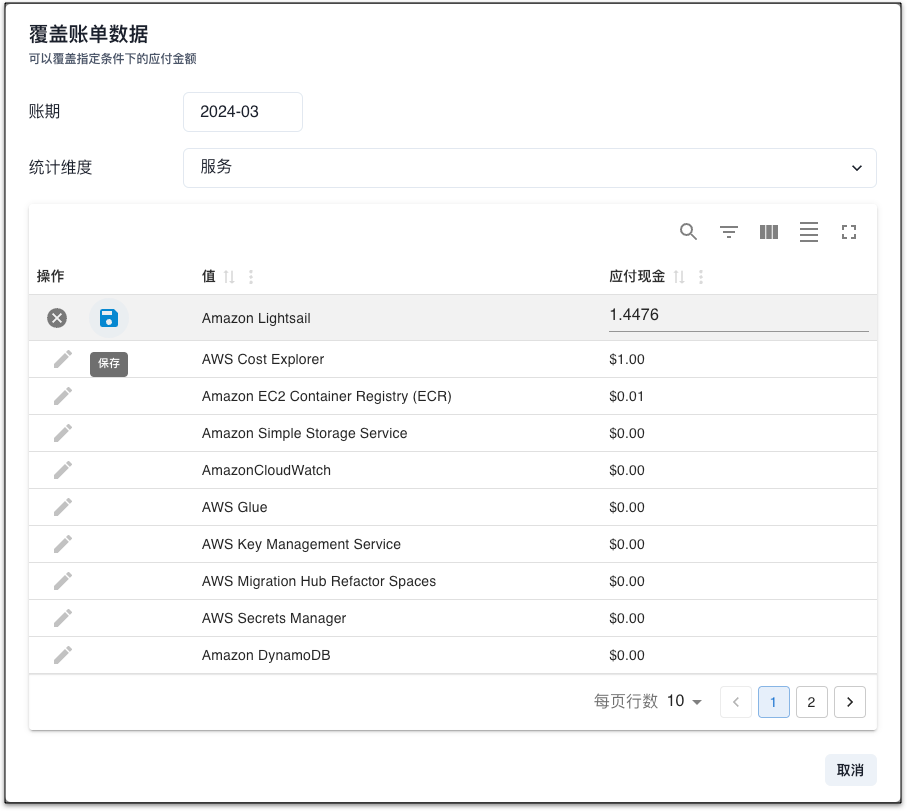 覆盖账单数据
可以覆盖指定条件下的应付金额
账期 2024-03
统计维度 服务
操作 值 应付现金
Amazon Lightsail 1.4476
保存
AWS Cost Explorer $1.00
Amazon EC2 Container Registry (ECR) $0.01
Amazon Simple Storage Service $0.00
AmazonCloudWatch $0.00
AWS Glue $0.00
AWS Key Management Service $0.00
AWS Migration Hub Refactor Spaces $0.00
AWS Secrets Manager $0.00
Amazon DynamoDB $0.00
每页行数 10 1 2
取消